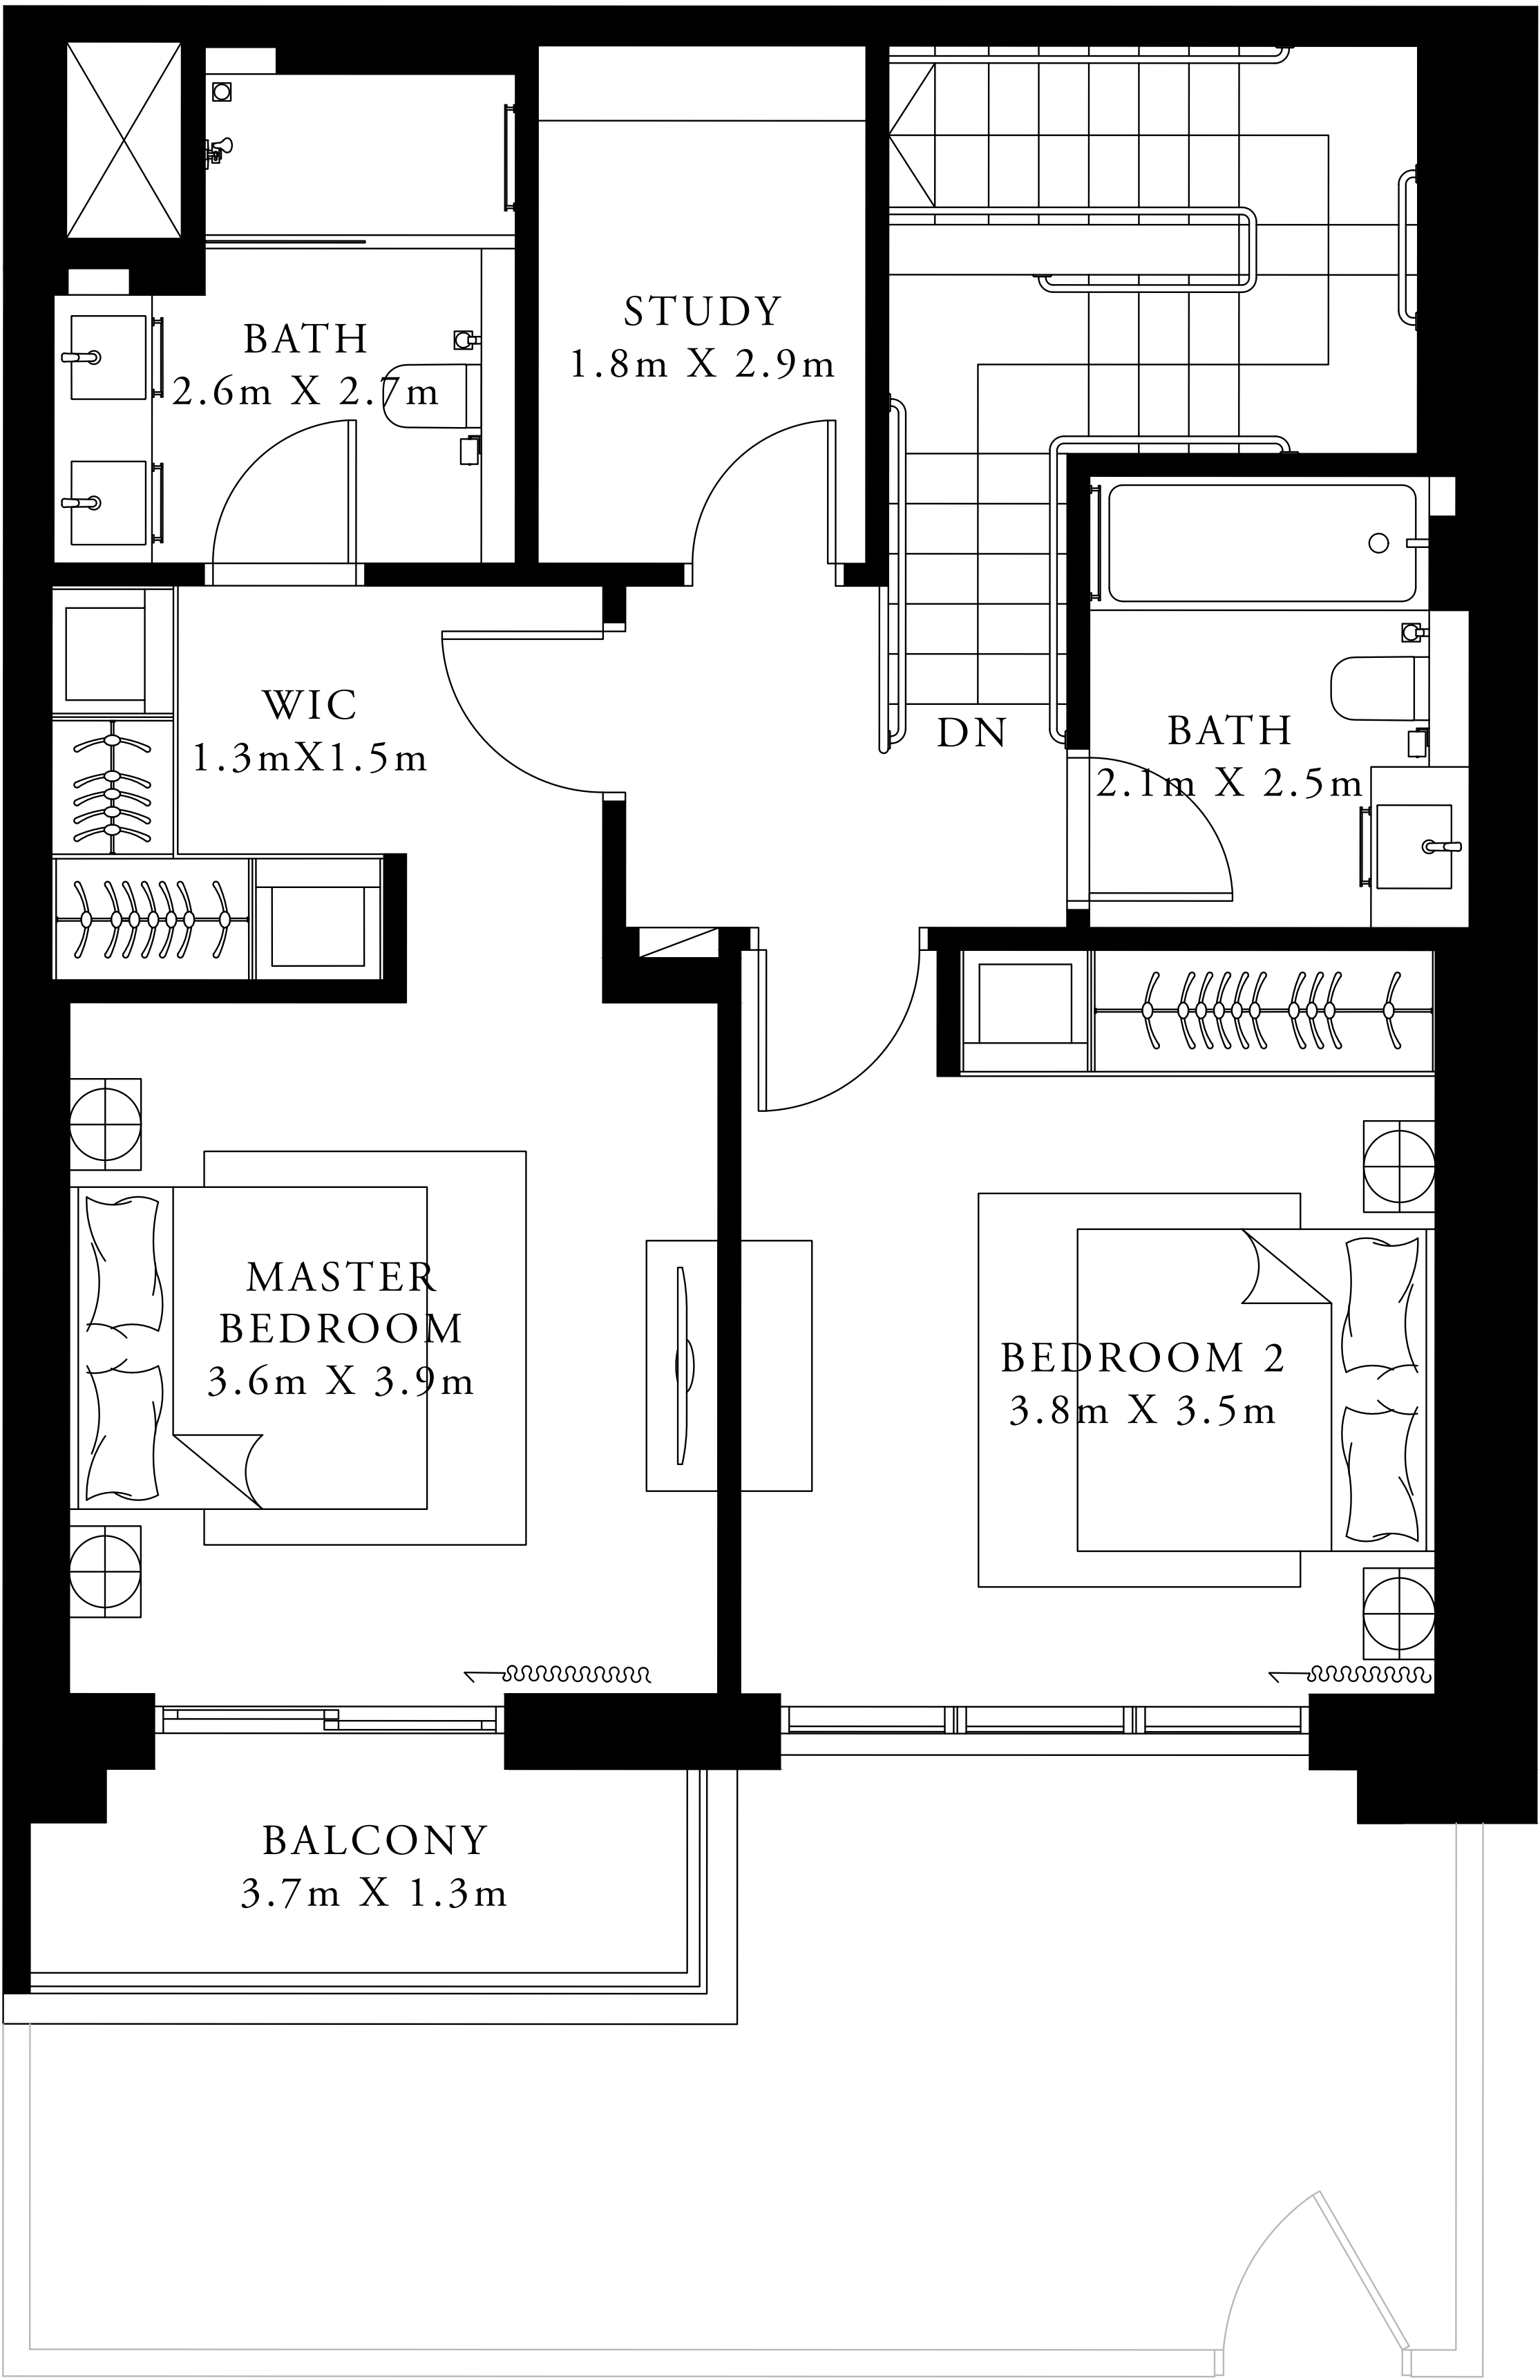 STUDY
1.8m X 2.9m
BATH
2.6m X 2.7m
WIC
1.3mX1.5m
DN
BATH
2.1m X 2.5m
MASTER
BEDROOM
3.6m X 3.9m
BEDROOM 2
3.8m X 3.5m
BALCONY
3.7m X 1.3m